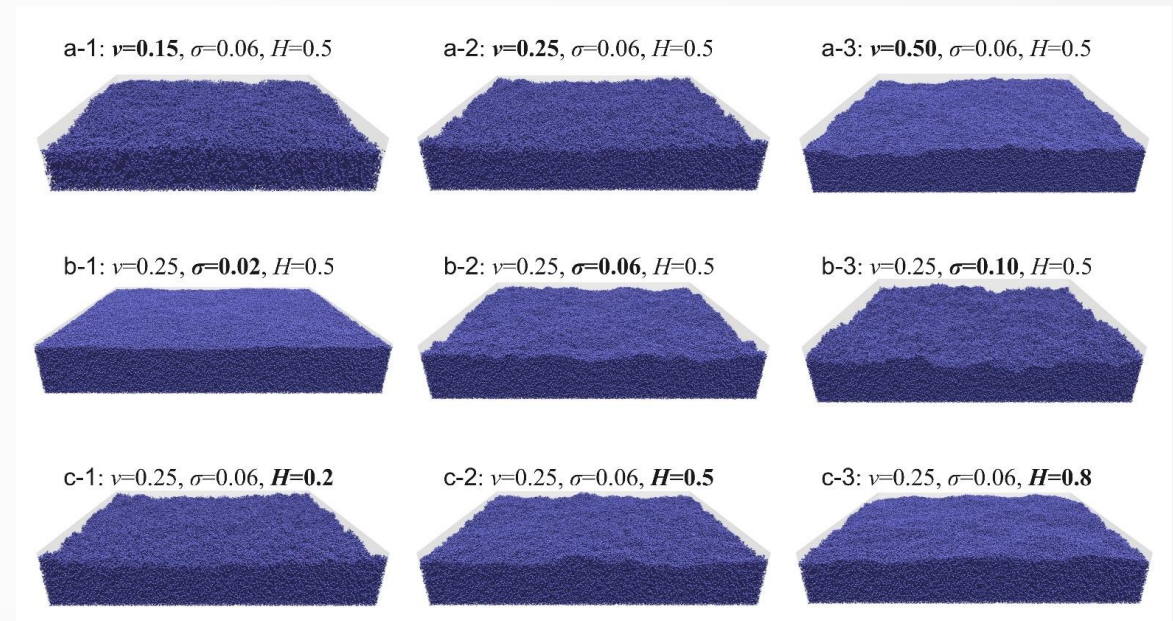 a-1: v=0.15, σ=0.06, H=0.5
a-2: v=0.25, σ=0.06, H=0.5
a-3: v=0.50, σ=0.06, H=0.5
b-1: v=0.25, σ=0.02, H=0.5
b-2: v=0.25, σ=0.06, H=0.5
b-3: v=0.25, σ=0.10, H=0.5
c-1: v=0.25, σ=0.06, H=0.2
c-2: v=0.25, σ=0.06, H=0.5
c-3: v=0.25, σ=0.06, H=0.8